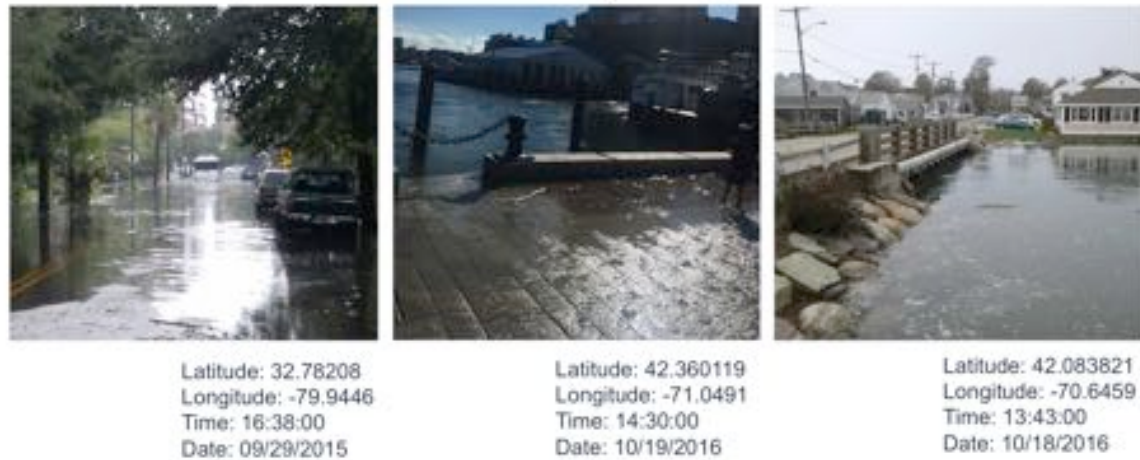 Latitude: 32.78208
Longitude: -79.9446
Time: 16:38:00
Date: 09/29/2015
Latitude: 42.360119
Longitude: -71.0491
Time: 14:30:00
Date: 10/19/2016
Latitude: 42.083821
Longitude: -70.6459
Time: 13:43:00
Date: 10/18/2016